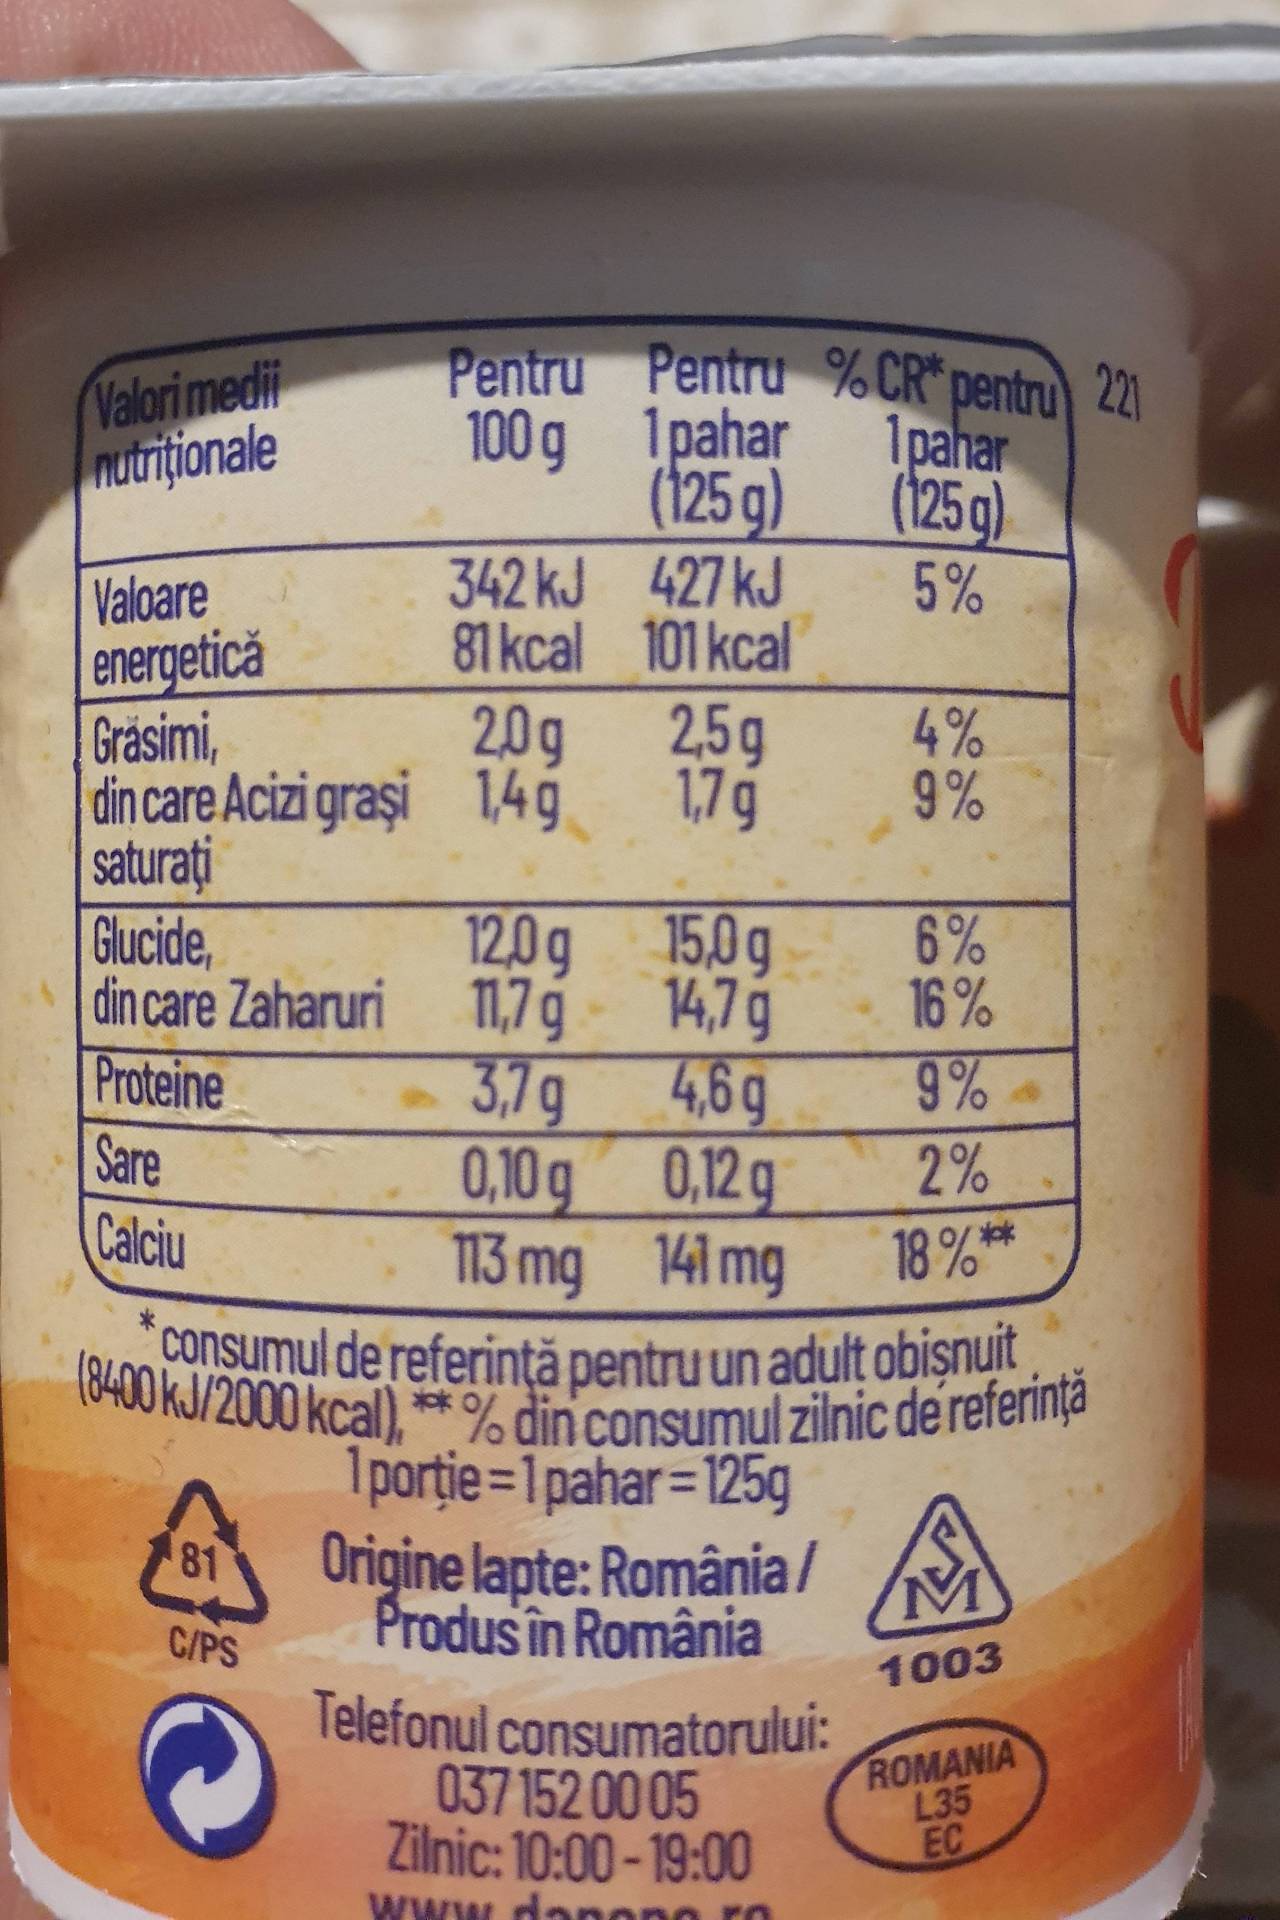 Valori medii nutriționale Pentru 100 g Pentru 1 pahar (125 g) % CR* pentru 1 pahar (125 g)
221
Valoare energetică 342 kJ 81 kcal 427 kJ 101 kcal 5%
Grăsimi, 2,0 g 2,5 g 4%
din care Acizi grași saturați 1,4 g 1,7 g 9%
Glucide, 12,0 g 15,0 g 6%
din care Zaharuri 11,7 g 14,7 g 16%
Proteine 3,7 g 4,6 g 9%
Sare 0,10 g 0,12 g 2%
Calciu 113 mg 141 mg 18%**
*consumul de referință pentru un adult obișnuit
(8400 kJ/2000 kcal), ** % din consumul zilnic de referință
1 porție = 1 pahar = 125g
81
C/PS
Origine lapte: România /
Produs în România
SM
1003
Telefonul consumatorului:
037 152 00 05
Zilnic: 10:00 - 19:00
www.danone.ro
ROMANIA
L35
EC